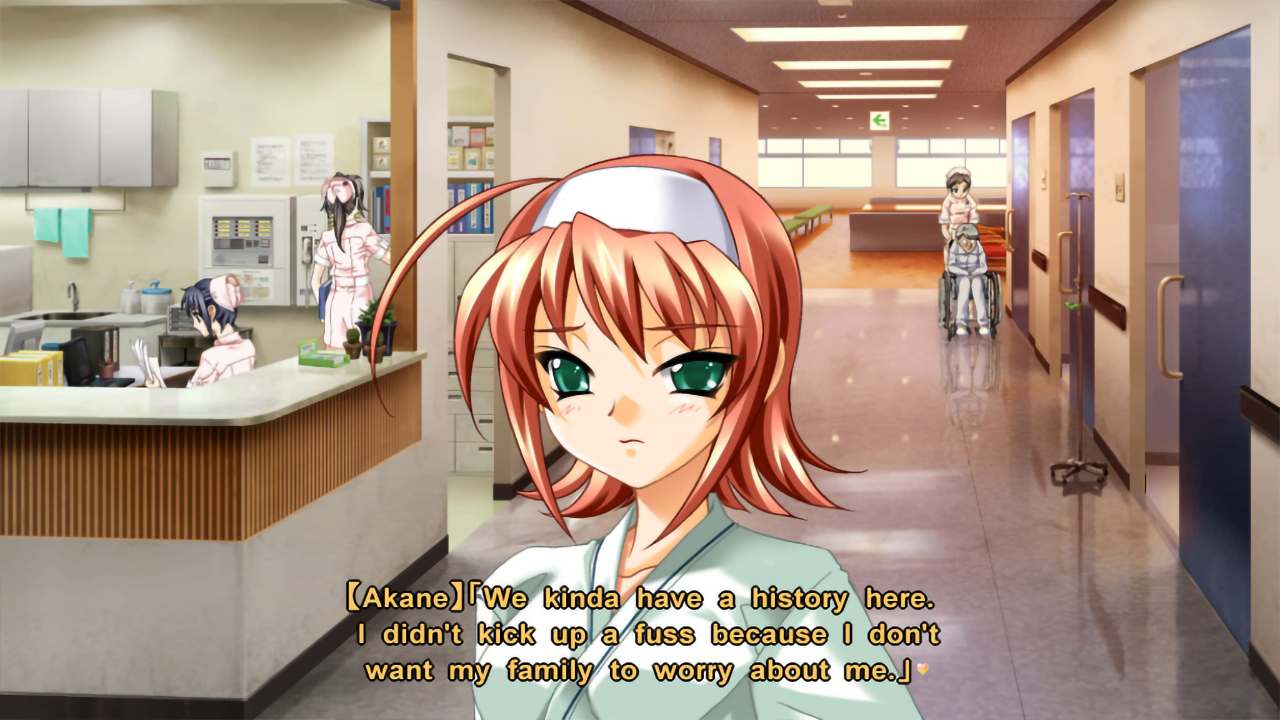 【Akane】「We kinda have a history here.
I didn't kick up a fuss because I don't
want my family to worry about me.」